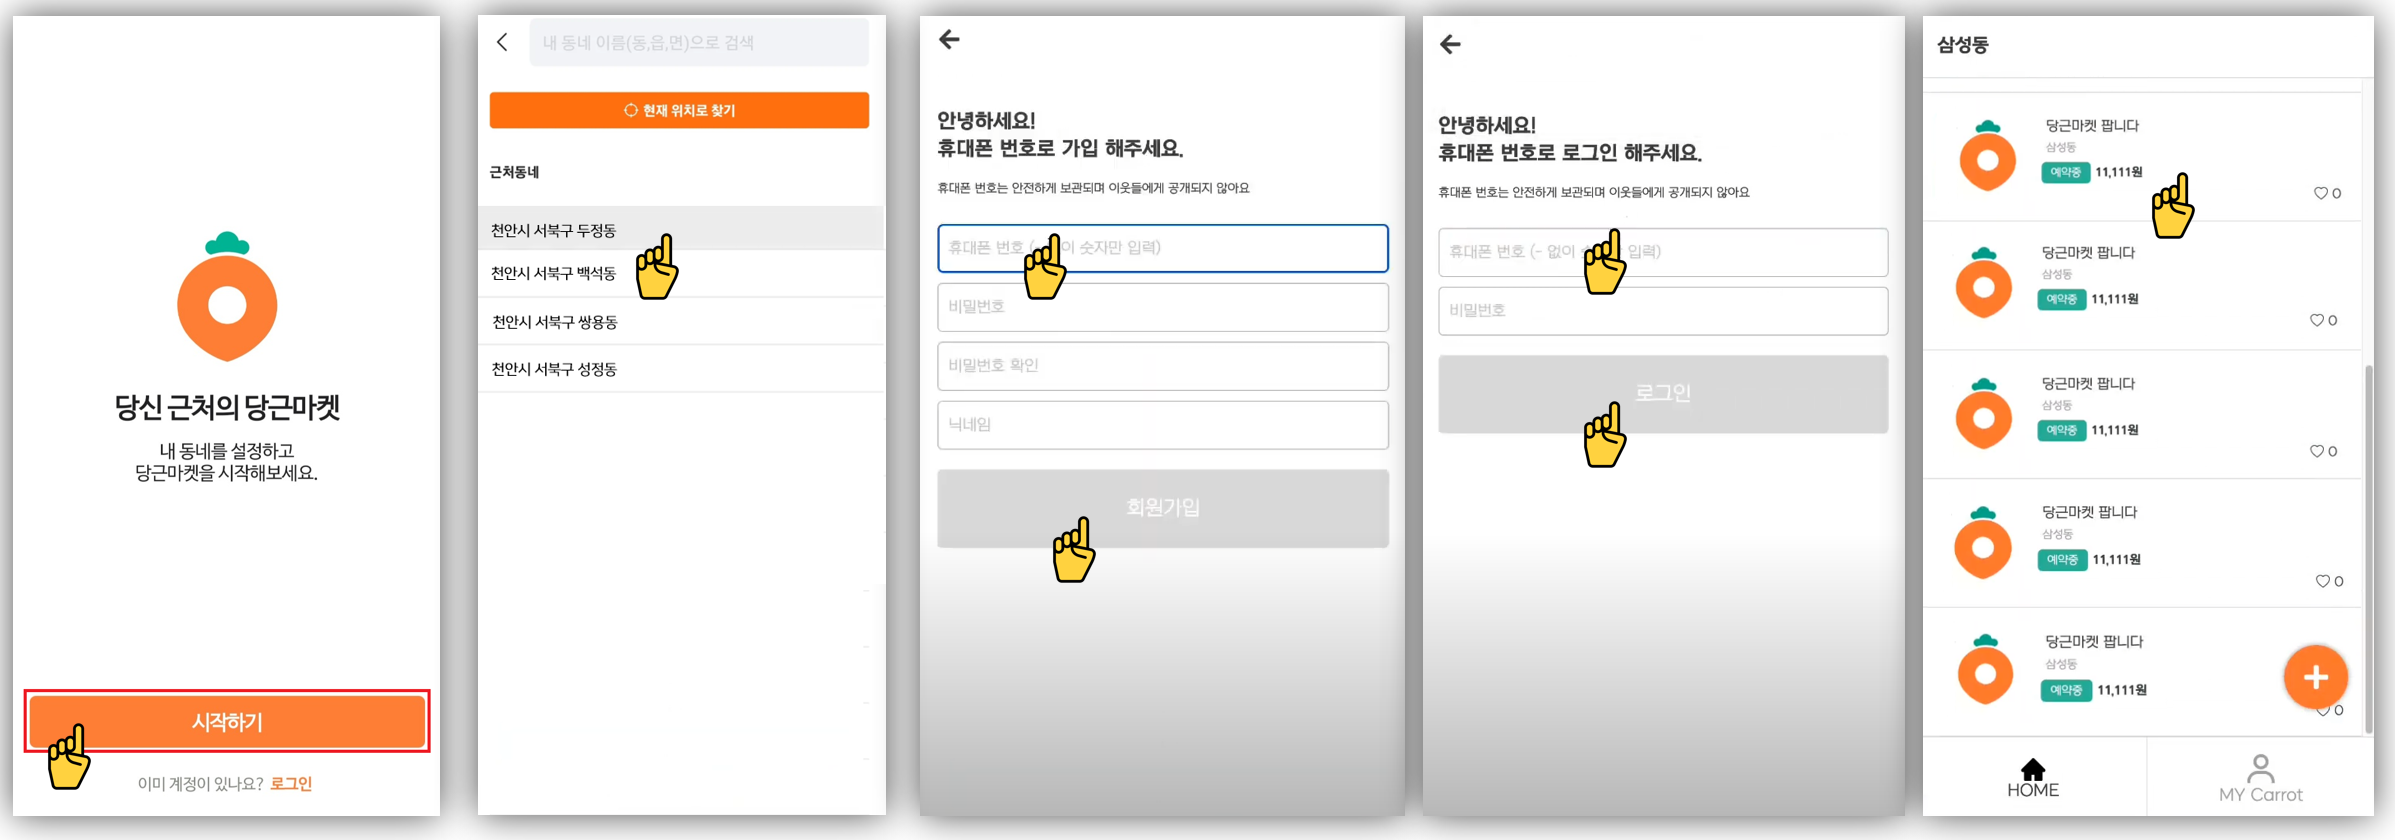 당신 근처의 당근마켓
내 동네를 설정하고
당근마켓을 시작해보세요.
시작하기
이미 계정이 있나요? 로그인
내 동네 이름(동,읍,면)으로 검색
현재 위치로 찾기
근처동네
천안시 서북구 두정동
천안시 서북구 백석동
천안시 서북구 쌍용동
천안시 서북구 성정동
안녕하세요!
휴대폰 번호로 가입 해주세요.
휴대폰 번호는 안전하게 보관되며 이웃들에게 공개되지 않아요
휴대폰 번호 (- 이 숫자만 입력)
비밀번호
비밀번호 확인
닉네임
회원가입
안녕하세요!
휴대폰 번호로 로그인 해주세요.
휴대폰 번호는 안전하게 보관되며 이웃들에게 공개되지 않아요
휴대폰 번호 (- 없이 입력)
비밀번호
로그인
삼성동
당근마켓 팝니다
삼성동
예약중 11,111원
0
당근마켓 팝니다
삼성동
예약중 11,111원
0
당근마켓 팝니다
삼성동
예약중 11,111원
0
당근마켓 팝니다
삼성동
예약중 11,111원
0
당근마켓 팝니다
삼성동
예약중 11,111원
0
HOME
MY Carrot